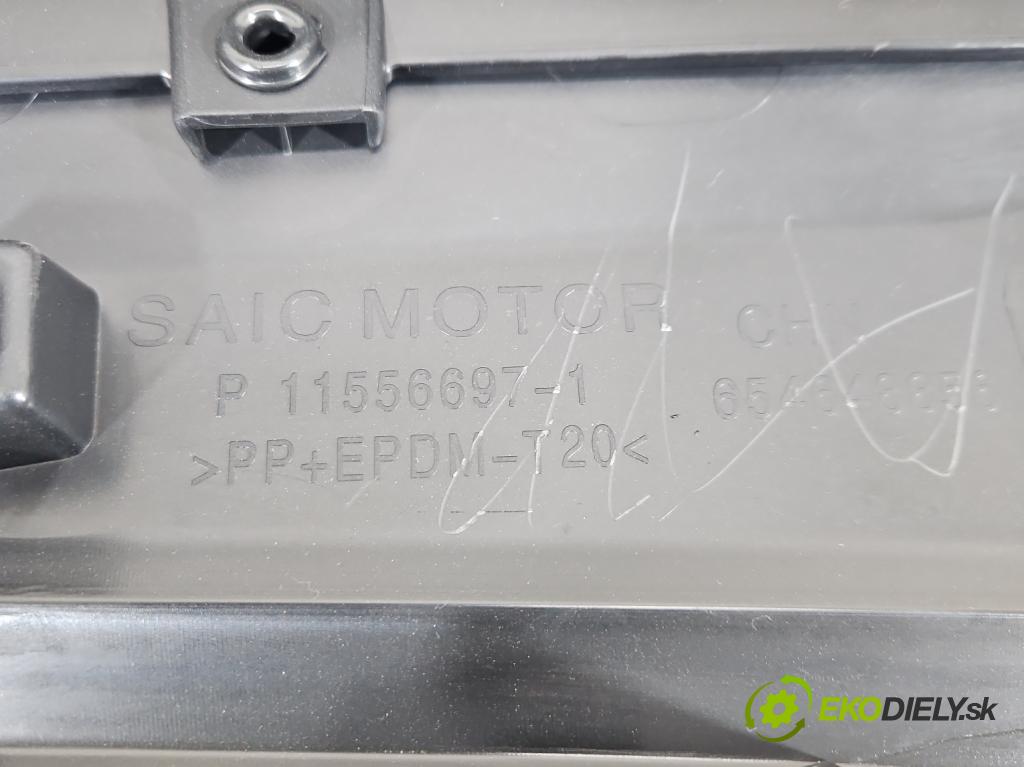 SAIC MOTOR
P 11556697-1
>PP+EPDM-T20<
EKODIELY.sk